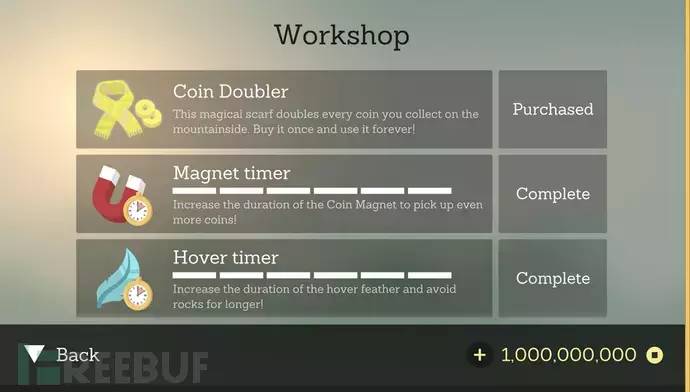 Workshop
Coin Doubler
This magical scarf doubles every coin you collect on the
mountainside. Buy it once and use it forever!
Purchased
Magnet timer
Increase the duration of the Coin Magnet to pick up even
more coins!
Complete
Hover timer
Increase the duration of the hover feather and avoid
rocks for longer!
Complete
Back
+ 1,000,000,000
FREEBUF